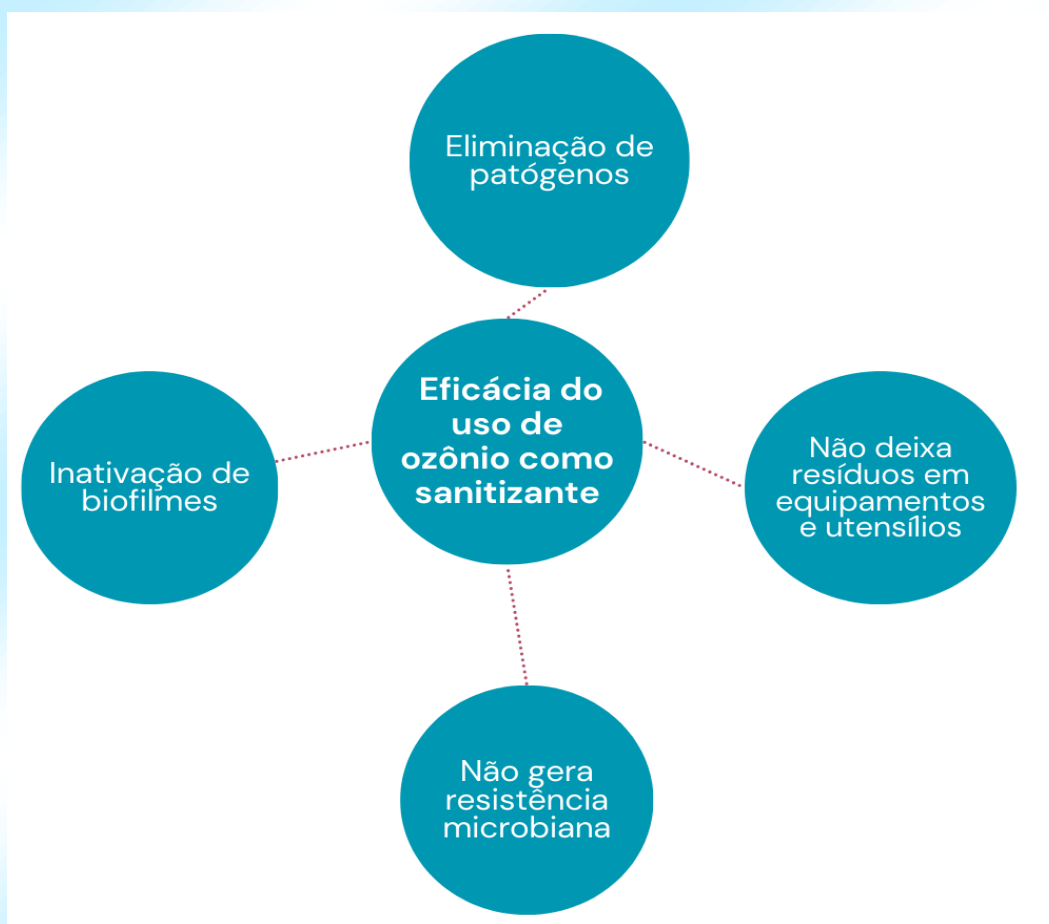 Eliminação de
patógenos
Eficácia do
uso de
ozônio como
sanitizante
Inativação de
biofilmes
Não deixa
resíduos em
equipamentos
e utensílios
Não gera
resistência
microbiana